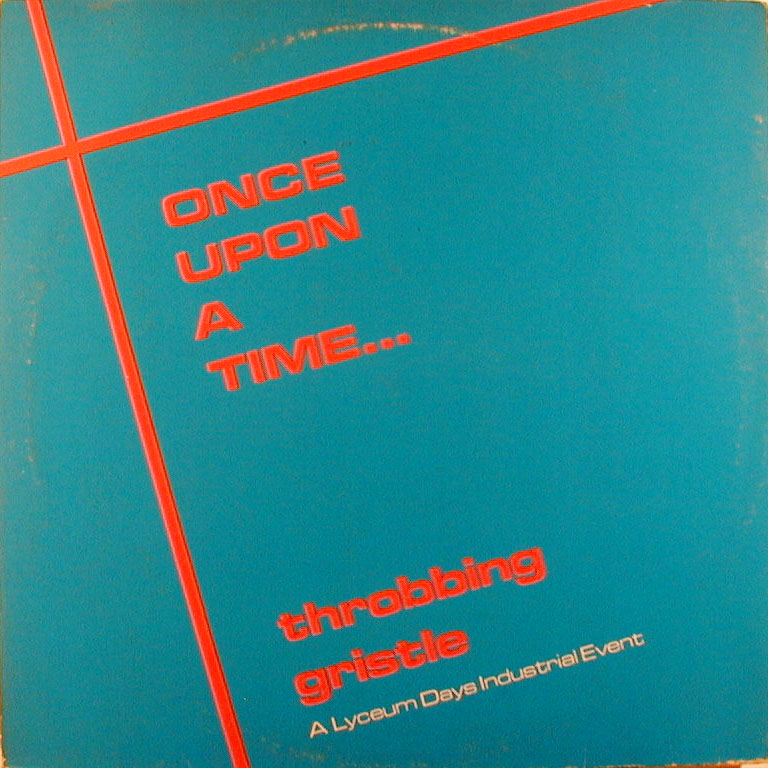 ONCE
UPON
A
TIME...
throbbing
gristle
A Lyceum Days Industrial Event